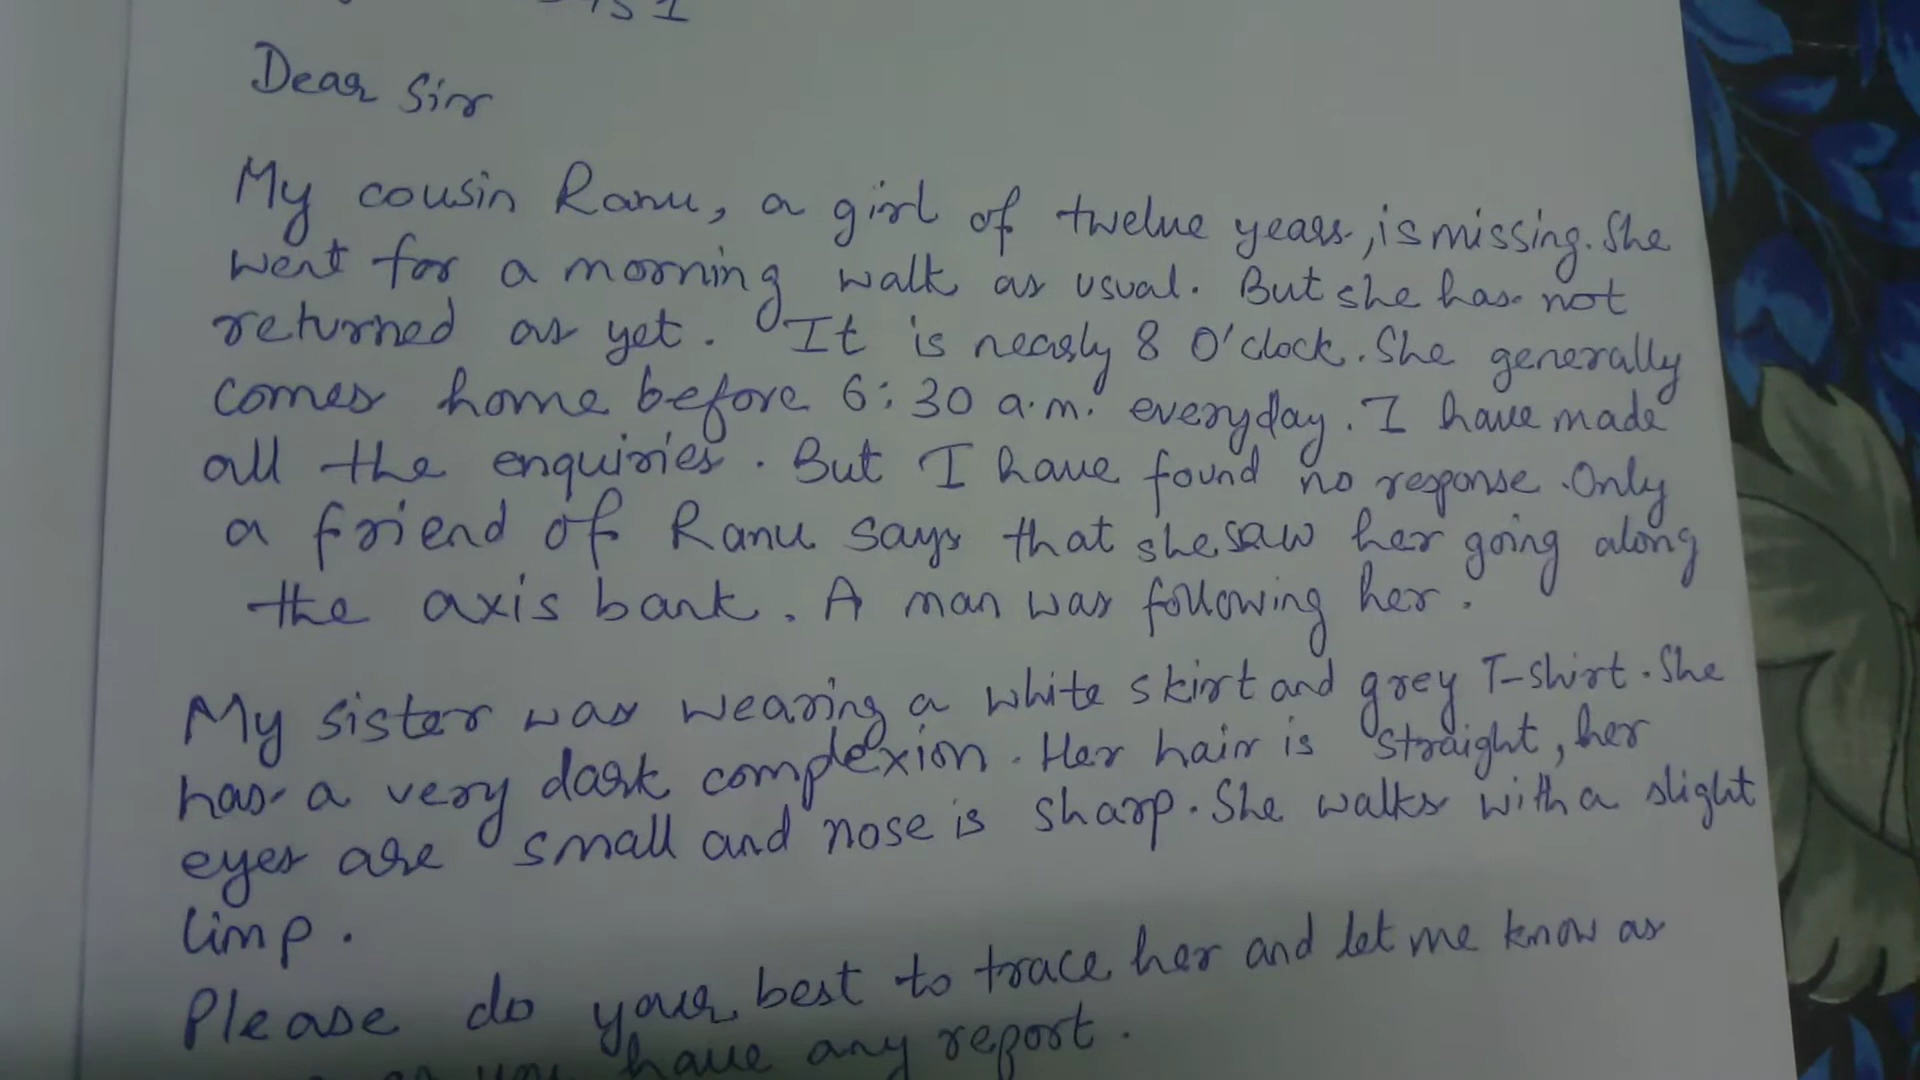 Dear Sir
My cousin Ranu, a girl of twelve years, is missing. She
went for a morning walk as usual. But she has not
returned as yet. It is nearly 8 O'clock. She generally
comes home before 6:30 a.m. everyday. I have made
all the enquiries. But I have found no response. Only
a friend of Ranu says that she saw her going along
the axis bank. A man was following her.
My sister was wearing a white skirt and grey T-shirt. She
has a very dark complexion. Her hair is straight, her
eyes are small and nose is sharp. She walks with a slight
limp.
Please do your best to trace her and let me know as
as you have any report.